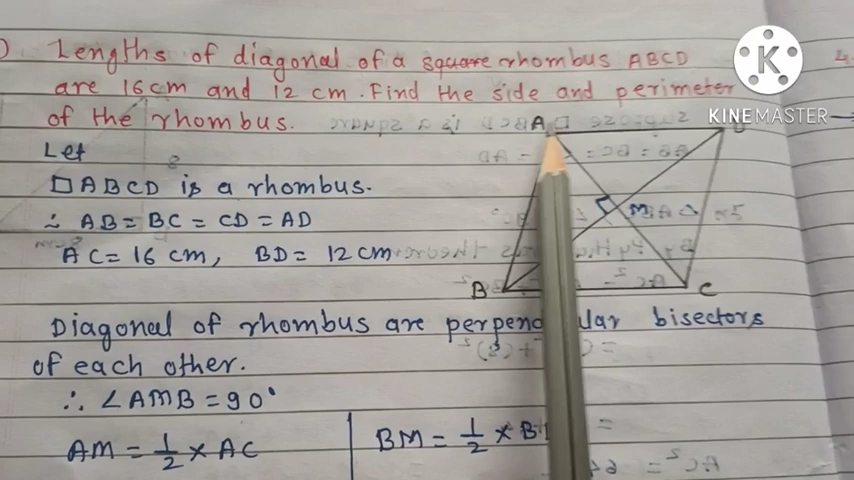 Lengths of diagonal of a square rhombus ABCD
are 16 cm and 12 cm. Find the side and perimeter
of the rhombus.
Let
□ ABCD is a rhombus.
∴ AB = BC = CD = AD
AC = 16 cm, BD = 12 cm
A
M
B
C
Diagonal of rhombus are bisectors
of each other.
∴ ∠AMB = 90°
AM = 1/2 × AC
BM = 1/2 × B
K
KINEMASTER